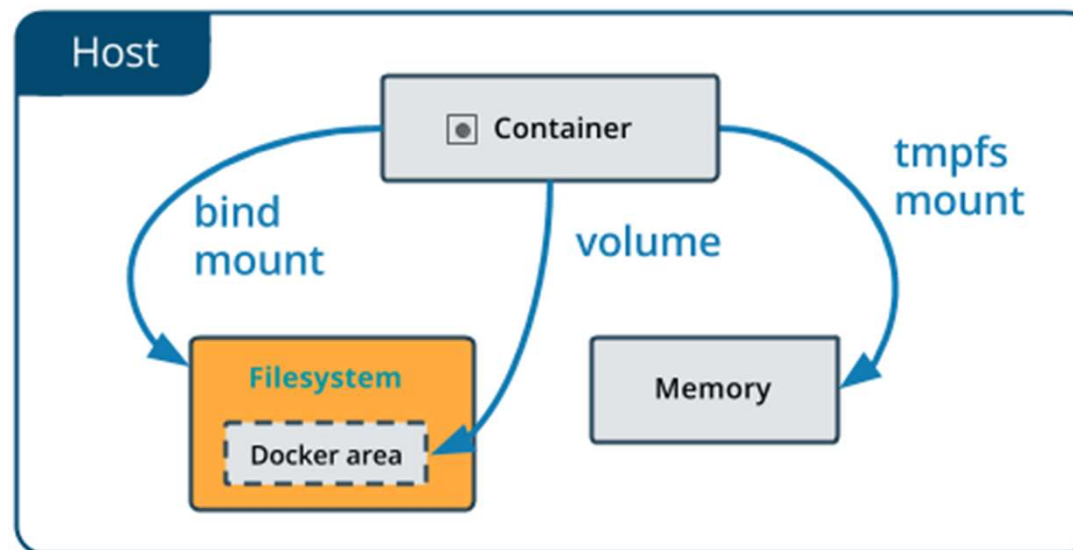 Host
Container
bind
mount
volume
tmpfs
mount
Filesystem
Docker area
Memory